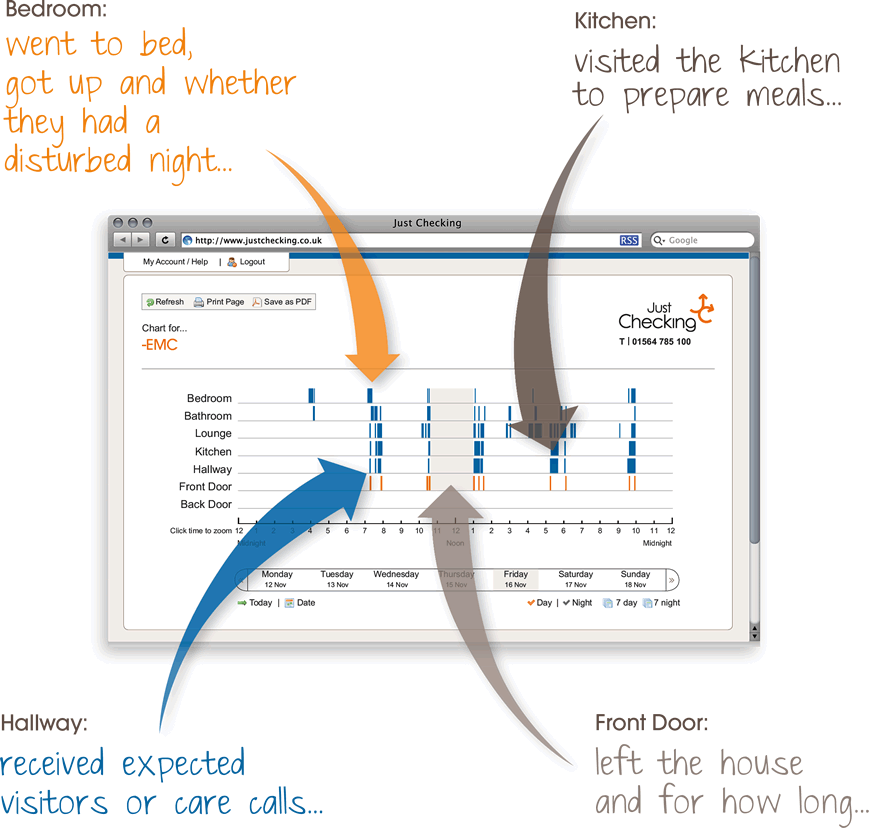 Bedroom:
went to bed,
got up and whether
they had a
disturbed night...
Kitchen:
visited the Kitchen
to prepare meals...
Just Checking
http://www.justchecking.co.uk
RSS
Google
My Account / Help | Logout
Refresh Print Page Save as PDF
Chart for...
-EMC
Just
Checking
T | 01564 785 100
Bedroom
Bathroom
Lounge
Kitchen
Hallway
Front Door
Back Door
Click time to zoom 12 1 2 3 4 5 6 7 8 9 10 11 12 1 2 3 4 5 6 7 8 9 10 11 12
Midnight Noon Midnight
Monday Tuesday Wednesday Thursday Friday Saturday Sunday
12 Nov 13 Nov 14 Nov 15 Nov 16 Nov 17 Nov 18 Nov
Today | Date
Day | Night 7 day 7 night
Hallway:
received expected
visitors or care calls...
Front Door:
left the house
and for how long...